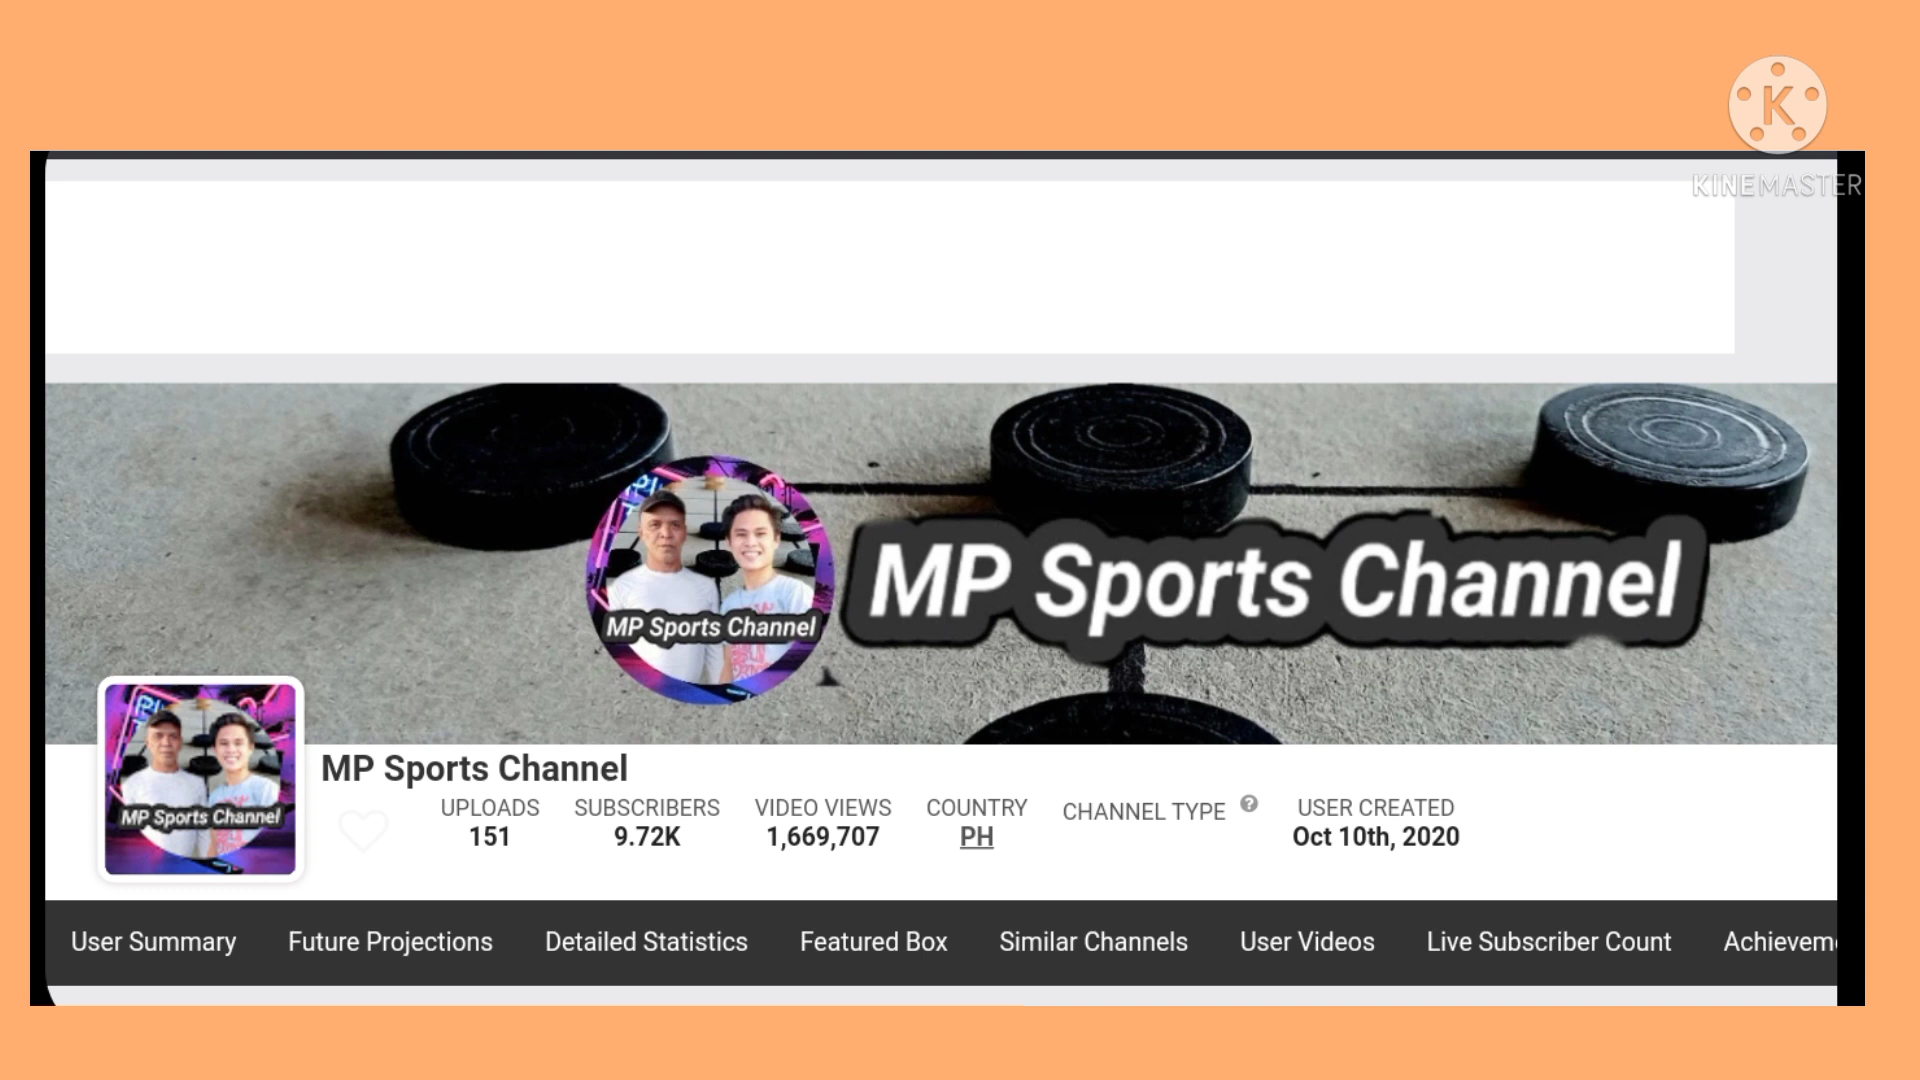 K
KINEMASTER
MP Sports Channel
MP Sports Channel
MP Sports Channel
MP Sports Channel
UPLOADS SUBSCRIBERS VIDEO VIEWS COUNTRY CHANNEL TYPE ? USER CREATED
151 9.72K 1,669,707 PH Oct 10th, 2020
User Summary Future Projections Detailed Statistics Featured Box Similar Channels User Videos Live Subscriber Count Achievem